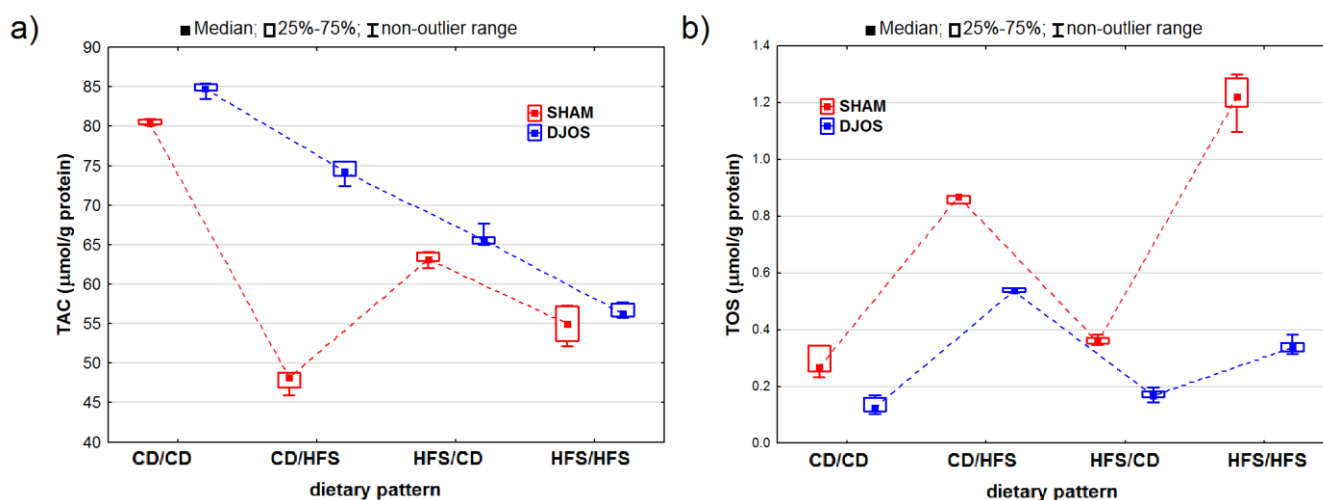 a)
■ Median; □ 25%-75%; ⌶ non-outlier range
90
85
80
75
70
65
60
55
50
45
40
TAC (µmol/g protein)
SHAM
DJOS
CD/CD CD/HFS HFS/CD HFS/HFS
dietary pattern
b)
■ Median; □ 25%-75%; ⌶ non-outlier range
1.4
1.2
1.0
0.8
0.6
0.4
0.2
0.0
TOS (µmol/g protein)
SHAM
DJOS
CD/CD CD/HFS HFS/CD HFS/HFS
dietary pattern